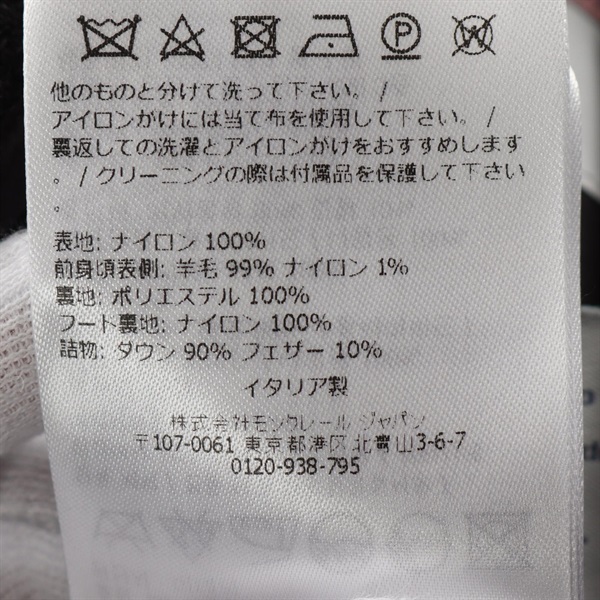 他のものと分けて洗って下さい。 /
アイロンがけには当て布を使用して下さい。 /
裏返しての洗濯とアイロンがけをおすすめします
。 / クリーニングの際は付属品を保護して下さい
。
表地: ナイロン 100%
前身頃表側: 羊毛 99% ナイロン 1%
裏地: ポリエステル 100%
フード裏地: ナイロン 100%
詰物: ダウン 90% フェザー 10%
イタリア製
株式会社モンクレール ジャパン
〒107-0061 東京都港区 北青山3-6-7
0120-938-795